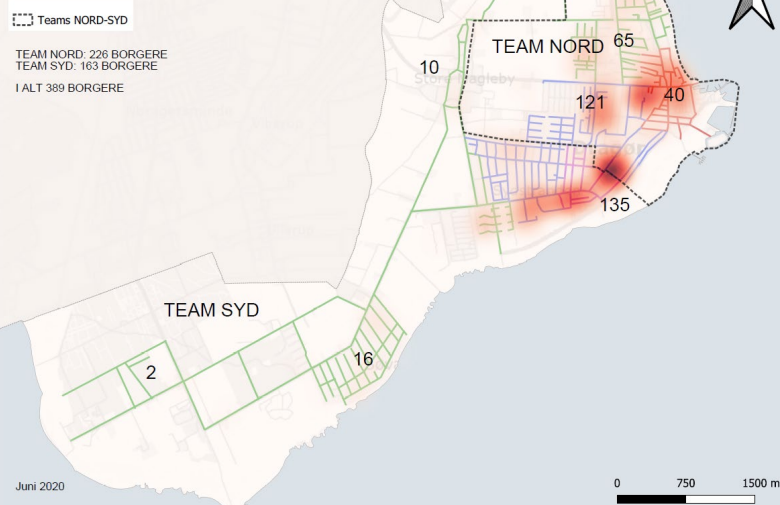 Teams NORD-SYD
TEAM NORD: 226 BORGERE
TEAM SYD: 163 BORGERE
I ALT 389 BORGERE
TEAM NORD
65
10
121
40
135
TEAM SYD
16
2
Juni 2020
0 750 1500 m